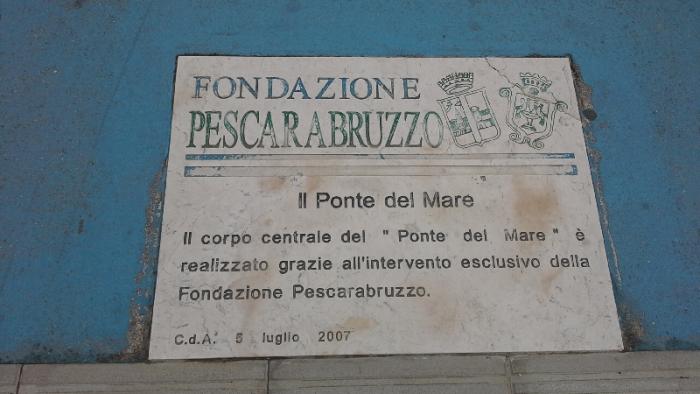 FONDAZIONE
PESCARABRUZZO
Il Ponte del Mare
Il corpo centrale del " Ponte del Mare " è
realizzato grazie all'intervento esclusivo della
Fondazione Pescarabruzzo.
C.d.A. 5 luglio 2007